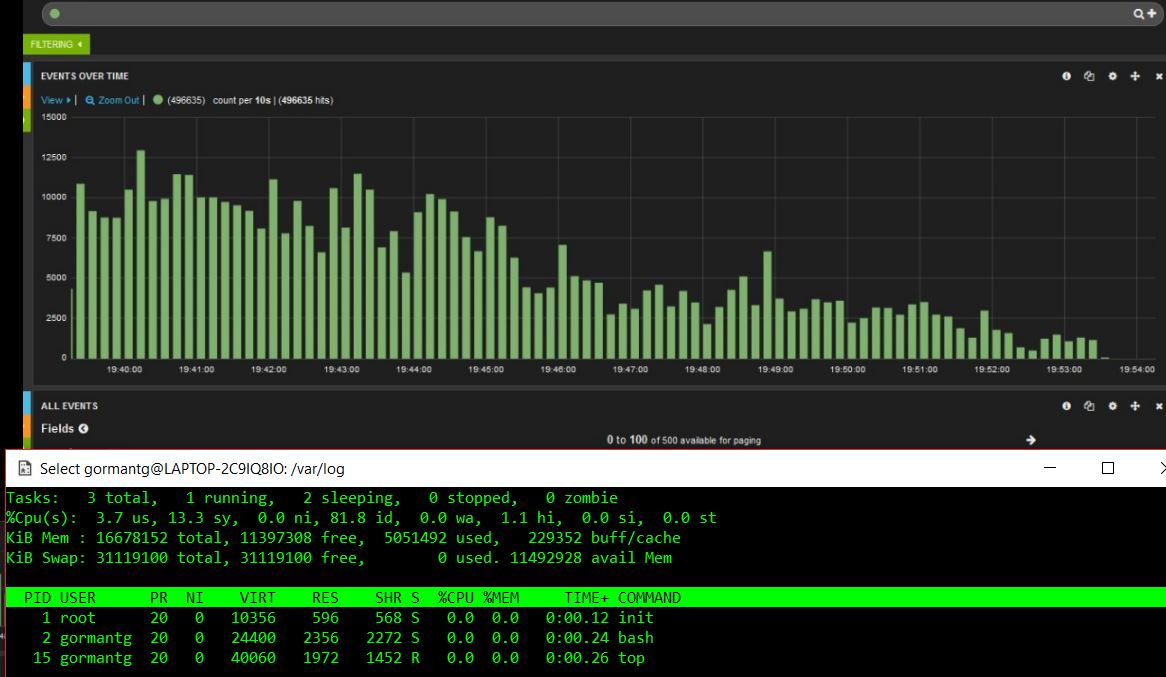 FILTERING
EVENTS OVER TIME
View | Zoom Out | (496635) count per 10s | (496635 hits)
15000
12500
10000
7500
5000
2500
0
19:40:00 19:41:00 19:42:00 19:43:00 19:44:00 19:45:00 19:46:00 19:47:00 19:48:00 19:49:00 19:50:00 19:51:00 19:52:00 19:53:00 19:54:00
ALL EVENTS
Fields
0 to 100 of 500 available for paging
Select gormantg@LAPTOP-2C9IQ8IO: /var/log
Tasks: 3 total, 1 running, 2 sleeping, 0 stopped, 0 zombie
%Cpu(s): 3.7 us, 13.3 sy, 0.0 ni, 81.8 id, 0.0 wa, 1.1 hi, 0.0 si, 0.0 st
KiB Mem : 16678152 total, 11397308 free, 5051492 used, 229352 buff/cache
KiB Swap: 31119100 total, 31119100 free, 0 used. 11492928 avail Mem
PID USER PR NI VIRT RES SHR S %CPU %MEM TIME+ COMMAND
1 root 20 0 10356 596 568 S 0.0 0.0 0:00.12 init
2 gormantg 20 0 24400 2356 2272 S 0.0 0.0 0:00.24 bash
15 gormantg 20 0 40060 1972 1452 R 0.0 0.0 0:00.26 top